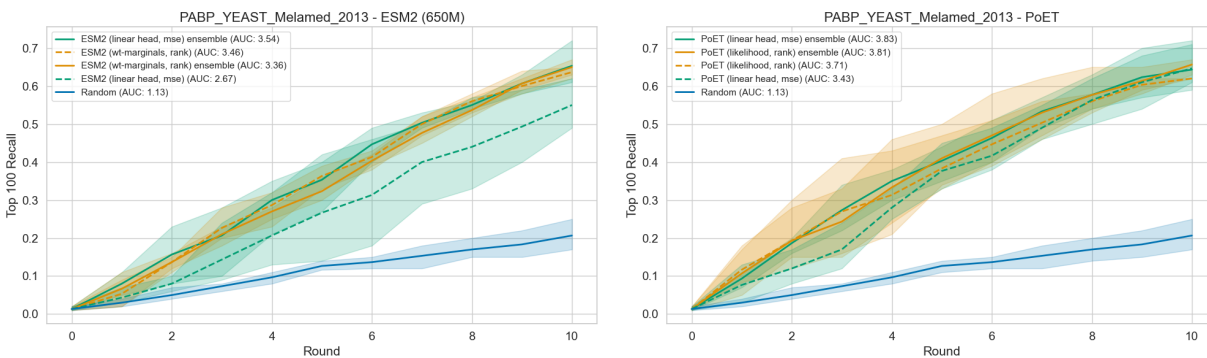 PABP_YEAST_Melamed_2013 - ESM2 (650M)
Top 100 Recall
0.7
0.6
0.5
0.4
0.3
0.2
0.1
0.0
ESM2 (linear head, mse) ensemble (AUC: 3.54)
ESM2 (wt-marginals, rank) (AUC: 3.46)
ESM2 (wt-marginals, rank) ensemble (AUC: 3.36)
ESM2 (linear head, mse) (AUC: 2.67)
Random (AUC: 1.13)
0 2 4 6 8 10
Round
PABP_YEAST_Melamed_2013 - PoET
Top 100 Recall
0.7
0.6
0.5
0.4
0.3
0.2
0.1
0.0
PoET (linear head, mse) ensemble (AUC: 3.83)
PoET (likelihood, rank) ensemble (AUC: 3.81)
PoET (likelihood, rank) (AUC: 3.71)
PoET (linear head, mse) (AUC: 3.43)
Random (AUC: 1.13)
0 2 4 6 8 10
Round